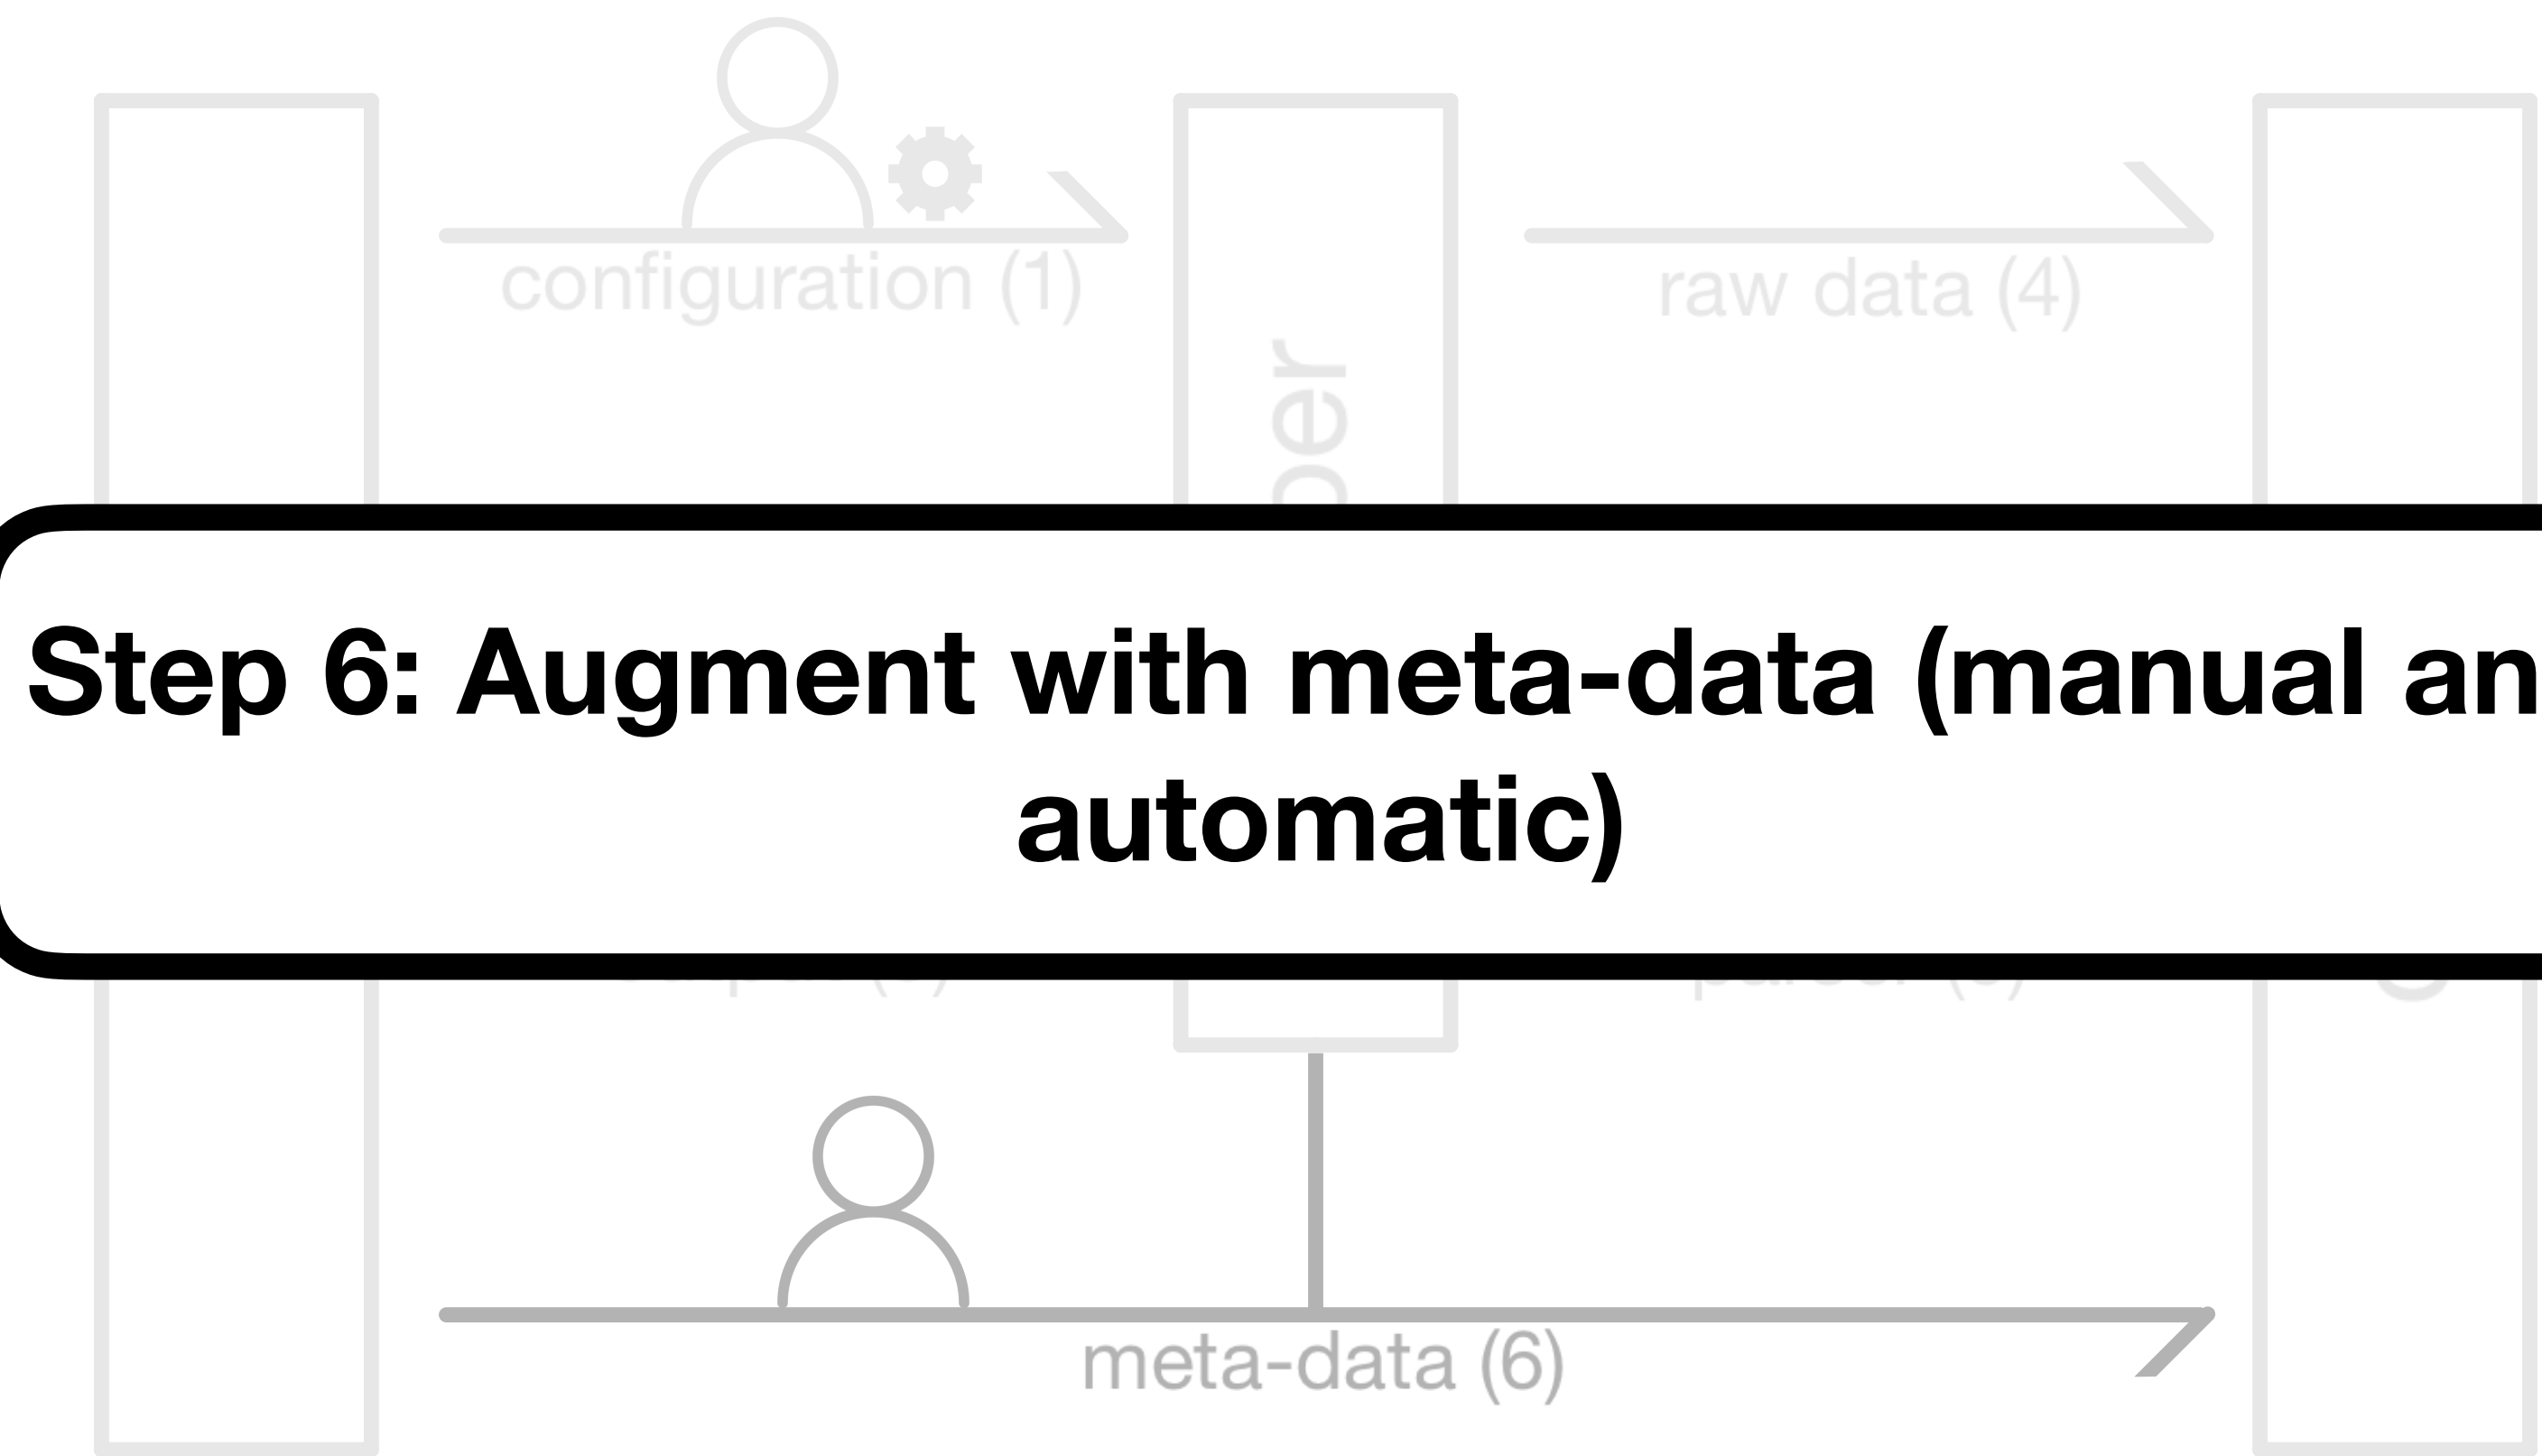 configuration (1)
raw data (4)
Step 6: Augment with meta-data (manual an
automatic)
meta-data (6)